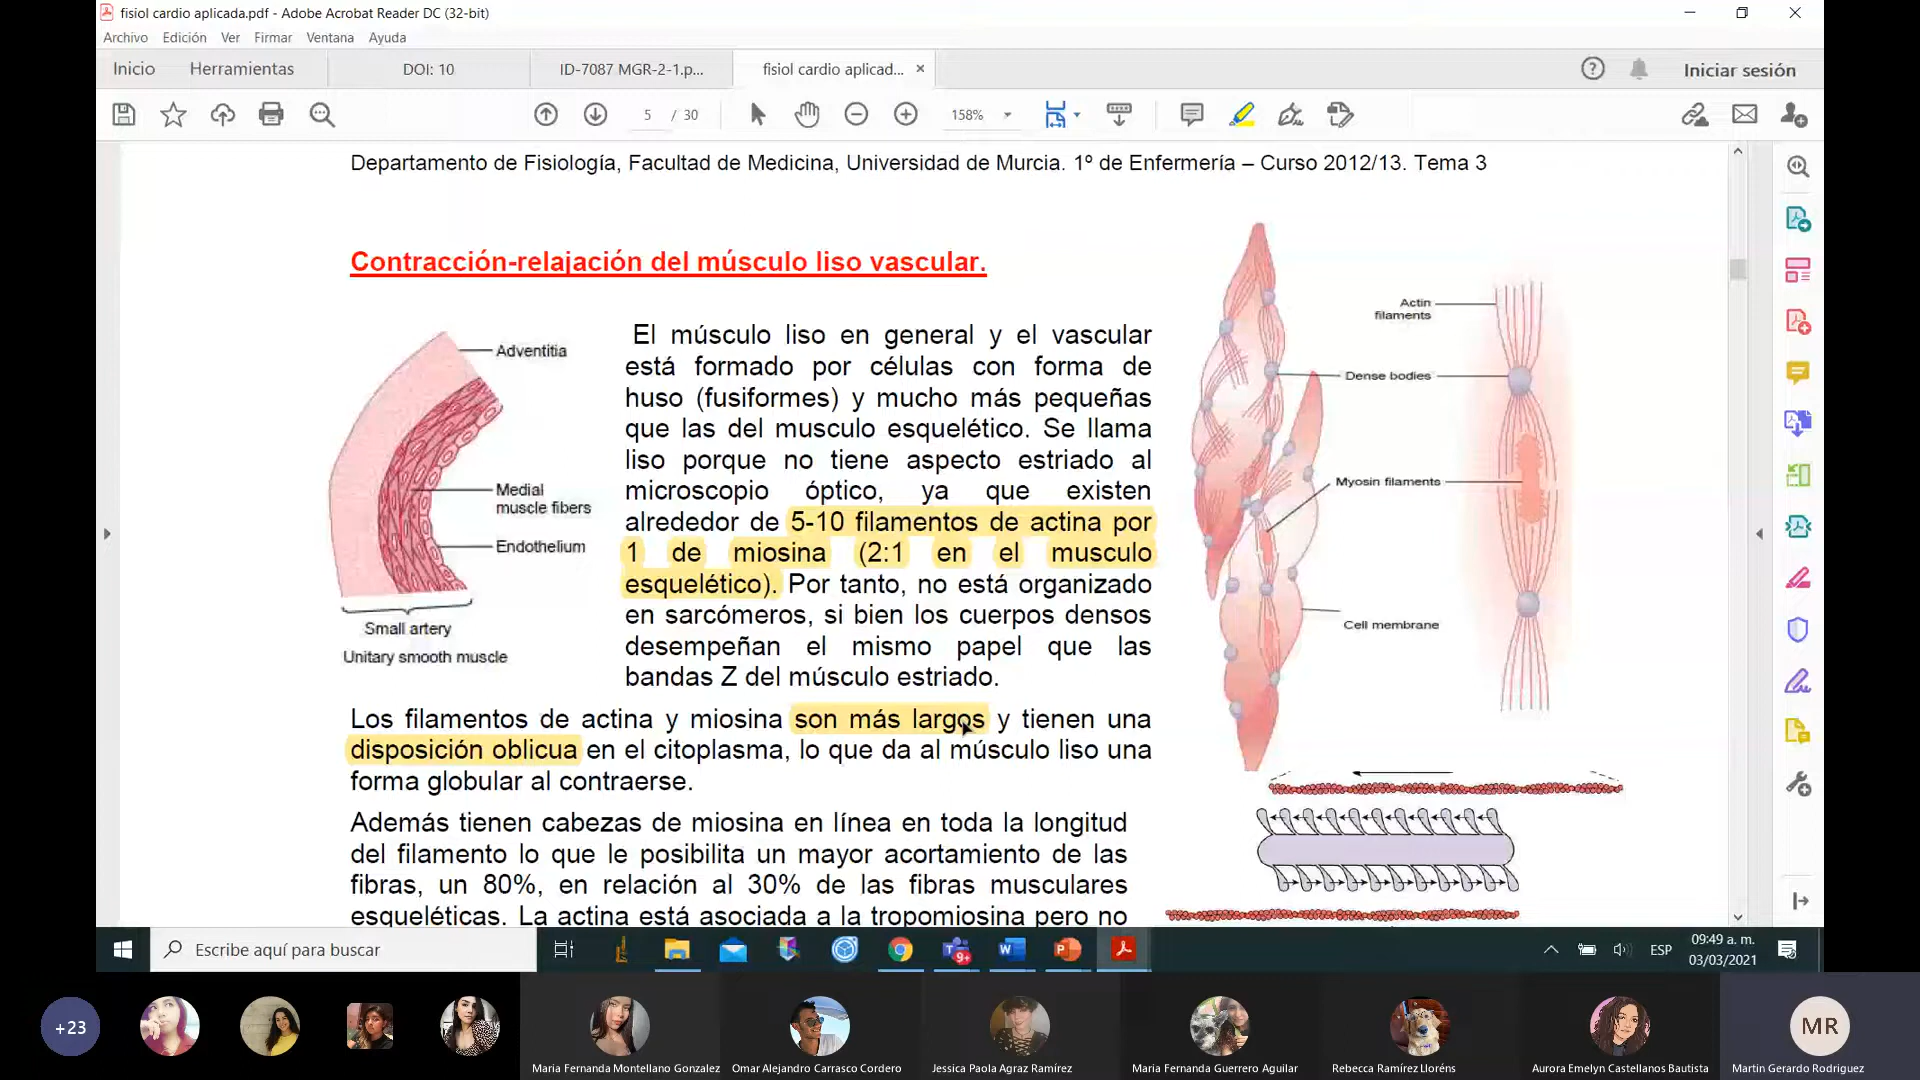 fisiol cardio aplicada.pdf - Adobe Acrobat Reader DC (32-bit)
Archivo Edición Ver Firmar Ventana Ayuda
Inicio Herramientas DOI: 10 ID-7087 MGR-2-1.p... fisiol cardio aplicad... Iniciar sesión
5 / 30 158%
Departamento de Fisiología, Facultad de Medicina, Universidad de Murcia. 1º de Enfermería – Curso 2012/13. Tema 3
Contracción-relajación del músculo liso vascular.
Adventitia
Medial
muscle fibers
Endothelium
Small artery
Unitary smooth muscle
El músculo liso en general y el vascular
está formado por células con forma de
huso (fusiformes) y mucho más pequeñas
que las del musculo esquelético. Se llama
liso porque no tiene aspecto estriado al
microscopio óptico, ya que existen
alrededor de 5-10 filamentos de actina por
1 de miosina (2:1 en el musculo
esquelético). Por tanto, no está organizado
en sarcómeros, si bien los cuerpos densos
desempeñan el mismo papel que las
bandas Z del músculo estriado.
Actin
filaments
Dense bodies
Myosin filaments
Cell membrane
Los filamentos de actina y miosina son más largos y tienen una
disposición oblicua en el citoplasma, lo que da al músculo liso una
forma globular al contraerse.
Además tienen cabezas de miosina en línea en toda la longitud
del filamento lo que le posibilita un mayor acortamiento de las
fibras, un 80%, en relación al 30% de las fibras musculares
esqueléticas. La actina está asociada a la tropomiosina pero no
Escribe aquí para buscar
9+
ESP
09:49 a. m.
03/03/2021
+23
MR
Maria Fernanda Montellano Gonzalez
Omar Alejandro Carrasco Cordero
Jessica Paola Agraz Ramírez
Maria Fernanda Guerrero Aguilar
Rebecca Ramírez Lloréns
Aurora Emelyn Castellanos Bautista
Martin Gerardo Rodriguez